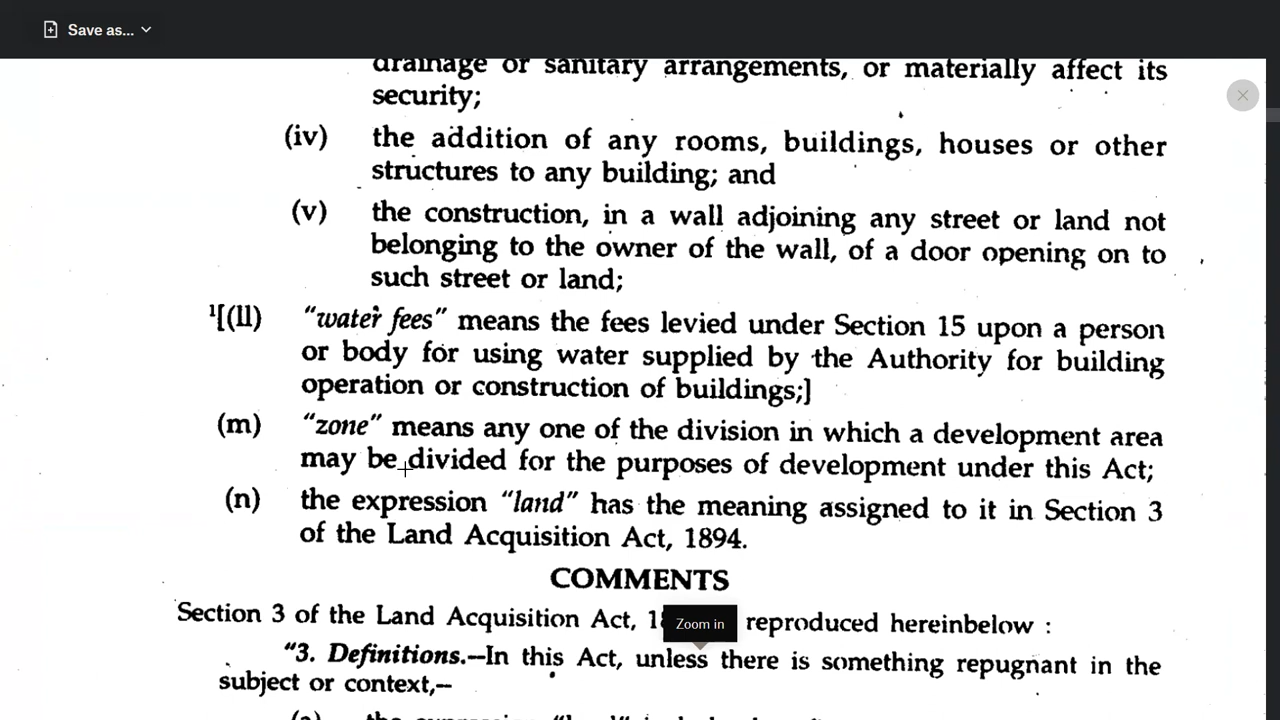 Save as...
drainage or sanitary arrangements, or materially affect its
security;
(iv) the addition of any rooms, buildings, houses or other
structures to any building; and
(v) the construction, in a wall adjoining any street or land not
belonging to the owner of the wall, of a door opening on to
such street or land;
¹[(ll) "water fees" means the fees levied under Section 15 upon a person
or body for using water supplied by the Authority for building
operation or construction of buildings;]
(m) "zone" means any one of the division in which a development area
may be divided for the purposes of development under this Act;
(n) the expression "land" has the meaning assigned to it in Section 3
of the Land Acquisition Act, 1894.
COMMENTS
Section 3 of the Land Acquisition Act, reproduced hereinbelow :
Zoom in
"3. Definitions.—In this Act, unless there is something repugnant in the
subject or context,—